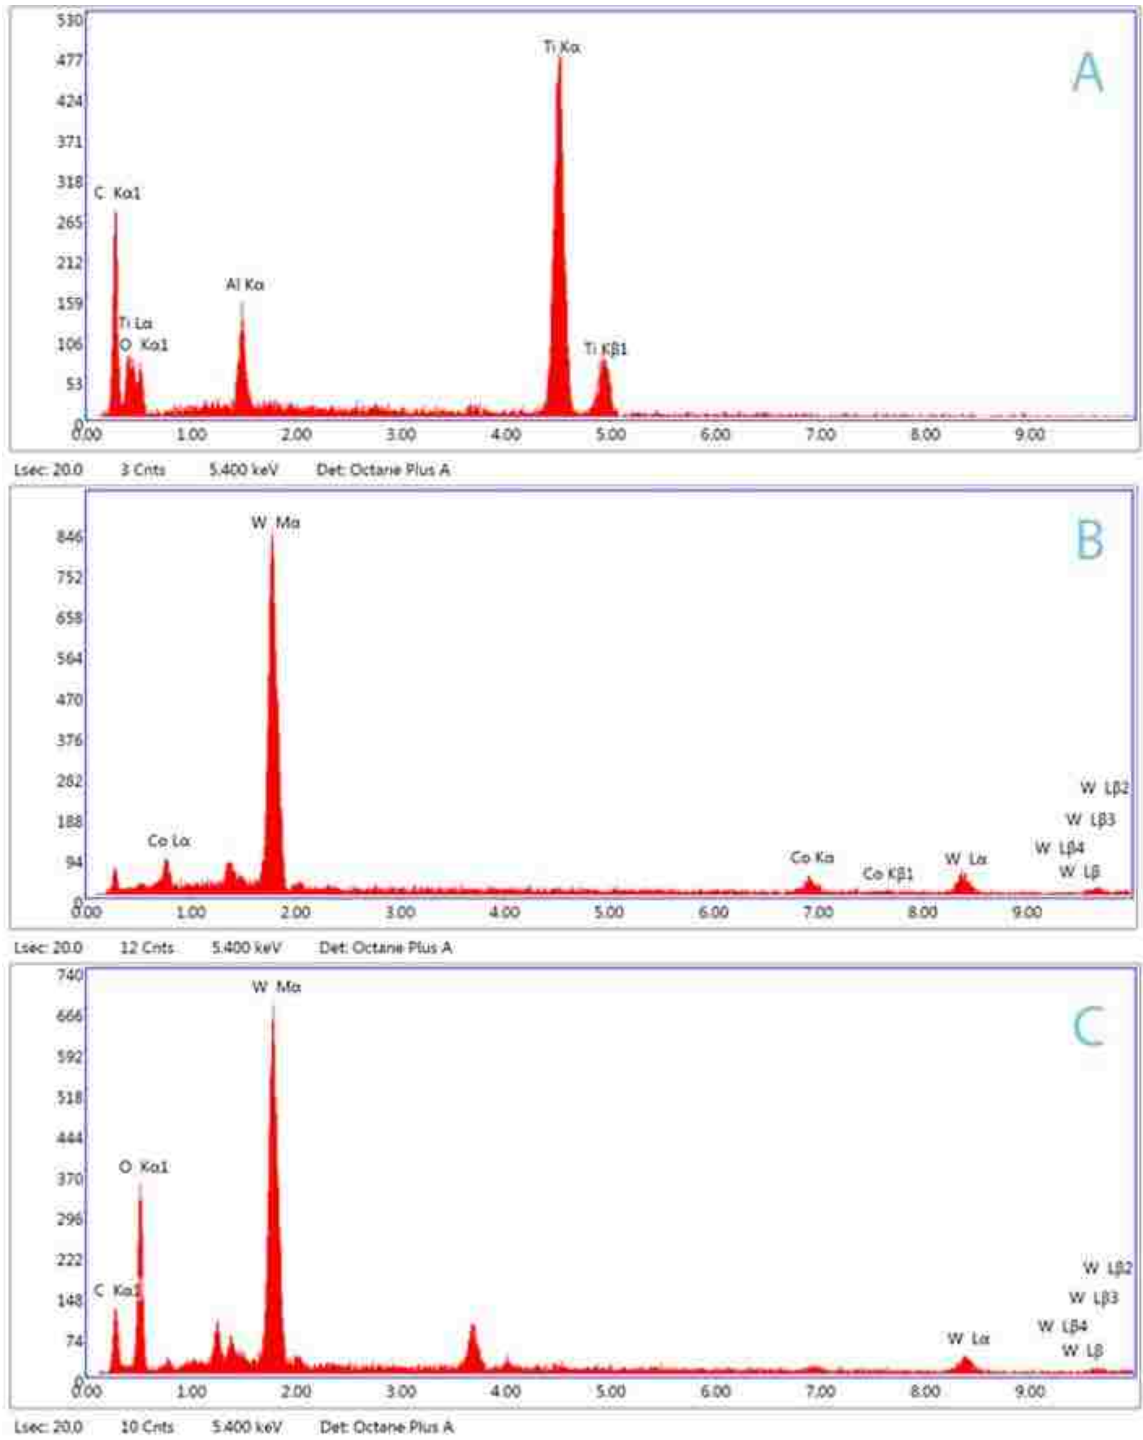 530
477
424
371
318
265
212
159
106
53
0
C Kα1
Ti Lα
O Kα1
Al Kα
Ti Kα
Ti Kβ1
A
0.00 1.00 2.00 3.00 4.00 5.00 6.00 7.00 8.00 9.00
Lsec: 20.0 3 Cnts 5.400 keV Det: Octane Plus A
846
752
658
564
470
376
282
188
94
0
W Mα
Co Lα
Co Kα
Co Kβ1
W Lα
W Lβ2
W Lβ3
W Lβ4
W Lβ
B
0.00 1.00 2.00 3.00 4.00 5.00 6.00 7.00 8.00 9.00
Lsec: 20.0 12 Cnts 5.400 keV Det: Octane Plus A
740
666
592
518
444
370
296
222
148
74
0
W Mα
O Kα1
C Kα1
W Lα
W Lβ2
W Lβ3
W Lβ4
W Lβ
C
0.00 1.00 2.00 3.00 4.00 5.00 6.00 7.00 8.00 9.00
Lsec: 20.0 10 Cnts 5.400 keV Det: Octane Plus A